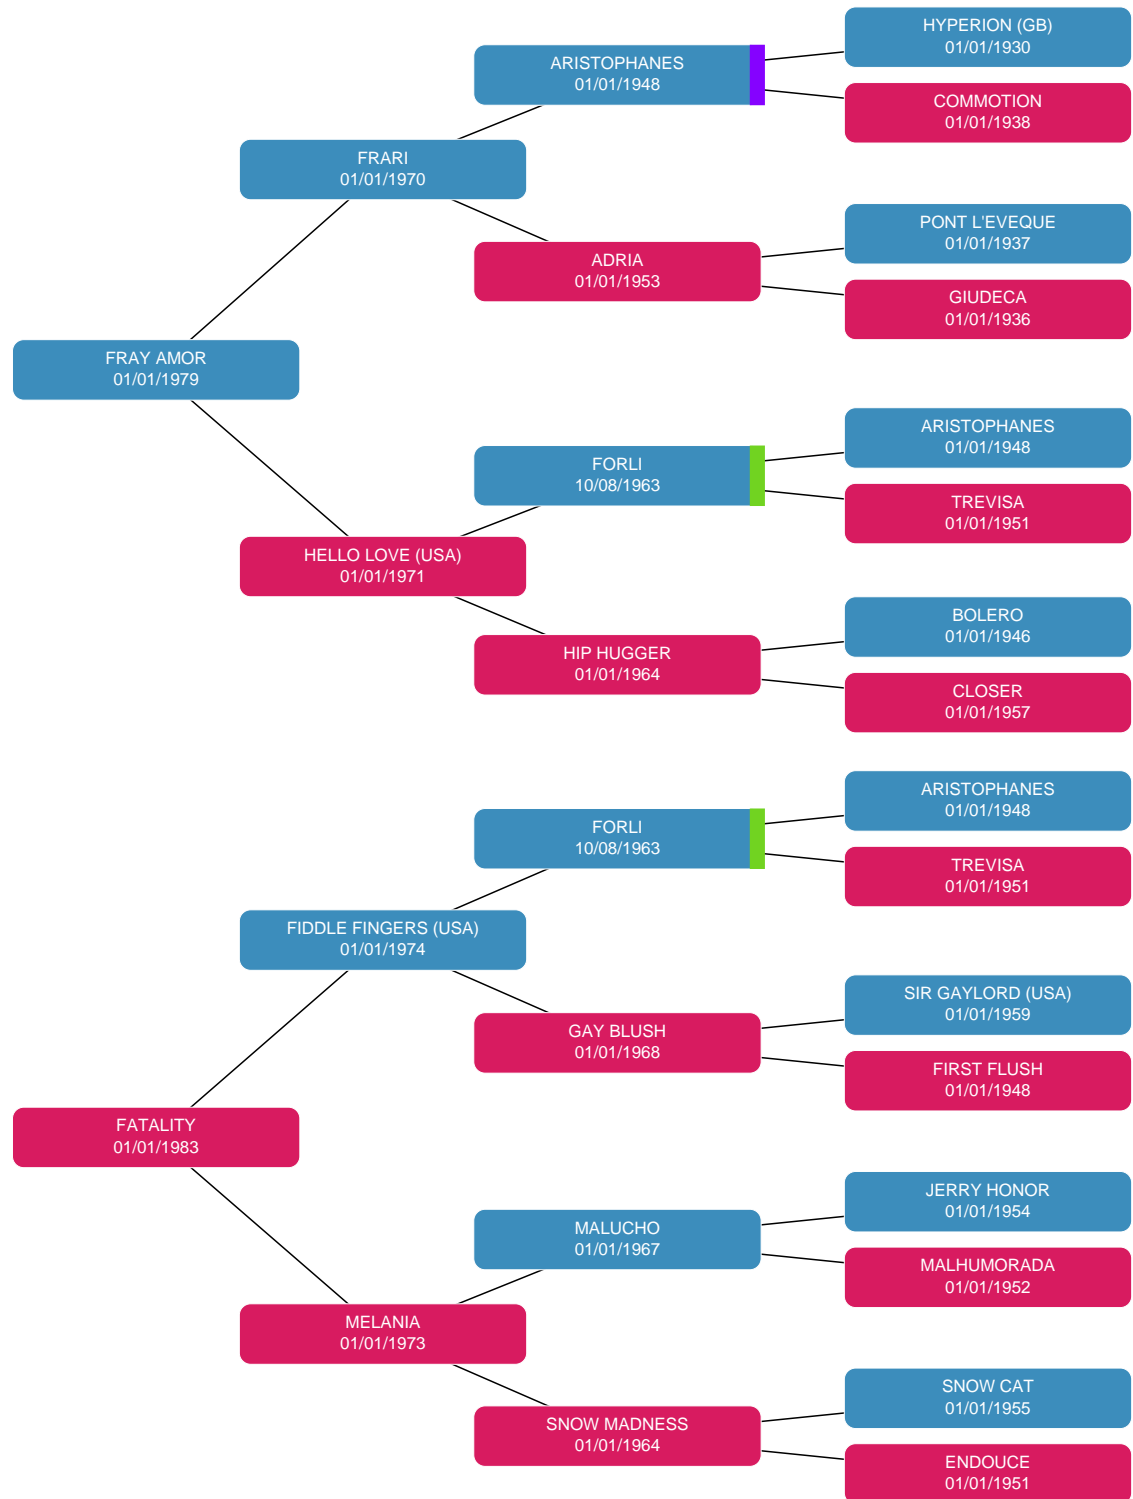 HYPERION (GB)
01/01/1930
ARISTOPHANES
01/01/1948
COMMOTION
01/01/1938
FRARI
01/01/1970
PONT L'EVEQUE
01/01/1937
ADRIA
01/01/1953
GIUDECA
01/01/1936
FRAY AMOR
01/01/1979
ARISTOPHANES
01/01/1948
FORLI
10/08/1963
TREVISA
01/01/1951
HELLO LOVE (USA)
01/01/1971
BOLERO
01/01/1946
HIP HUGGER
01/01/1964
CLOSER
01/01/1957
ARISTOPHANES
01/01/1948
FORLI
10/08/1963
TREVISA
01/01/1951
FIDDLE FINGERS (USA)
01/01/1974
SIR GAYLORD (USA)
01/01/1959
GAY BLUSH
01/01/1968
FIRST FLUSH
01/01/1948
FATALITY
01/01/1983
JERRY HONOR
01/01/1954
MALUCHO
01/01/1967
MALHUMORADA
01/01/1952
MELANIA
01/01/1973
SNOW CAT
01/01/1955
SNOW MADNESS
01/01/1964
ENDOUCE
01/01/1951